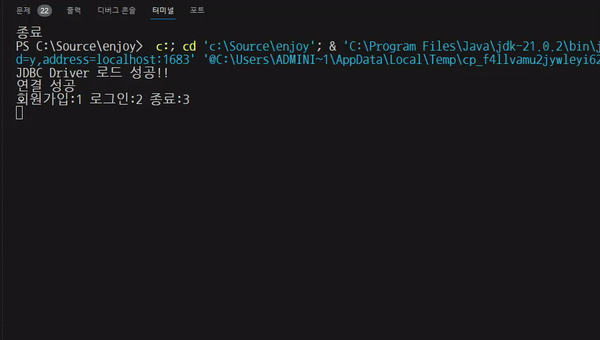 문제 22 출력 디버그 콘솔 터미널 포트
종료
PS C:\Source\enjoy> c:; cd 'c:\Source\enjoy'; & 'C:\Program Files\Java\jdk-21.0.2\bin\j
d=y,address=localhost:1683' '@C:\Users\ADMINI~1\AppData\Local\Temp\cp_f4llvamu2jywleyi62
JDBC Driver 로드 성공!!
연결 성공
회원가입:1 로그인:2 종료:3